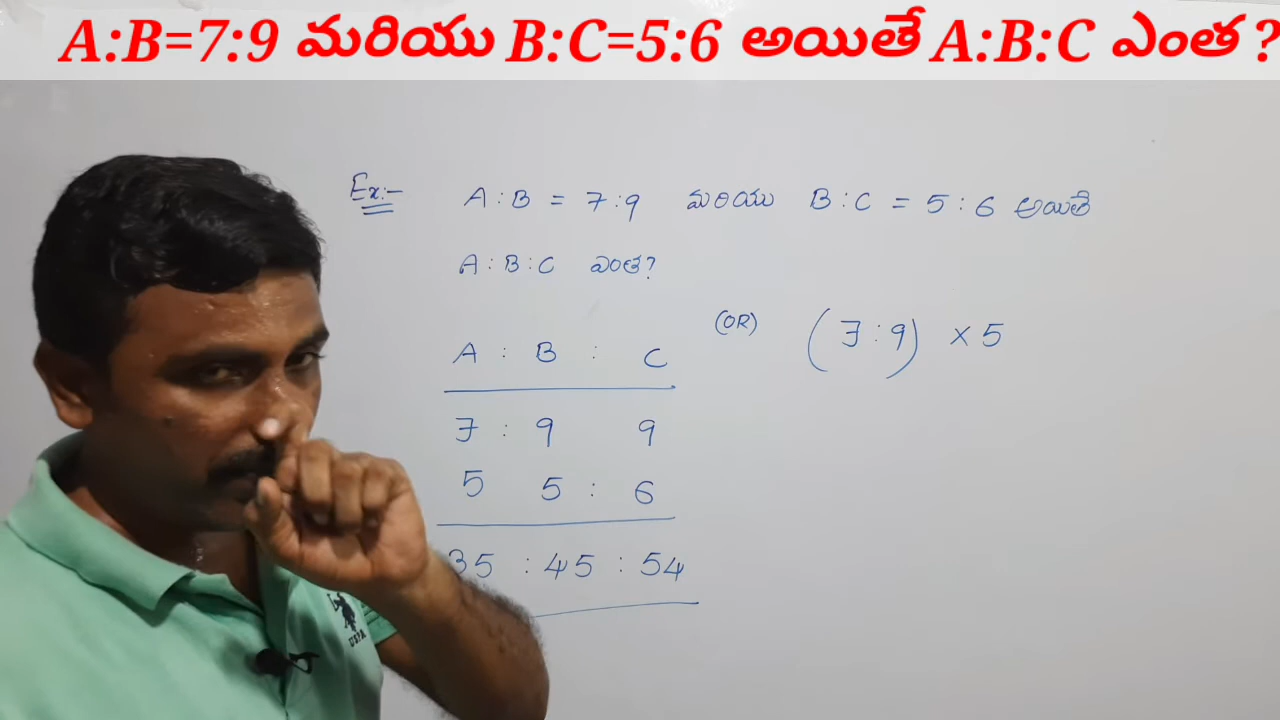 A:B=7:9 మరియు B:C=5:6 అయితే A:B:C ఎంత ?
Ex:- A : B = 7 : 9 మరియు B : C = 5 : 6 అయితే
A : B : C ఎంత?
(OR) (7 : 9) × 5
A : B : C
7 : 9 9
5 5 : 6
35 : 45 : 54
USPA